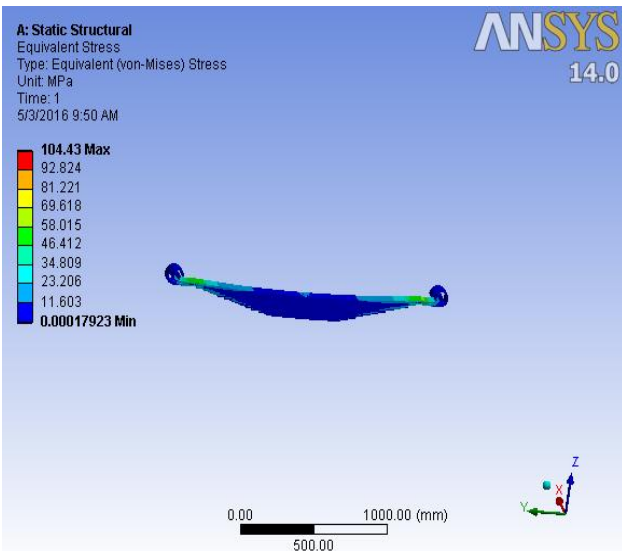 A: Static Structural
Equivalent Stress
Type: Equivalent (von-Mises) Stress
Unit: MPa
Time: 1
5/3/2016 9:50 AM
ANSYS
14.0
104.43 Max
92.824
81.221
69.618
58.015
46.412
34.809
23.206
11.603
0.00017923 Min
Z
X
Y
0.00 1000.00 (mm)
500.00